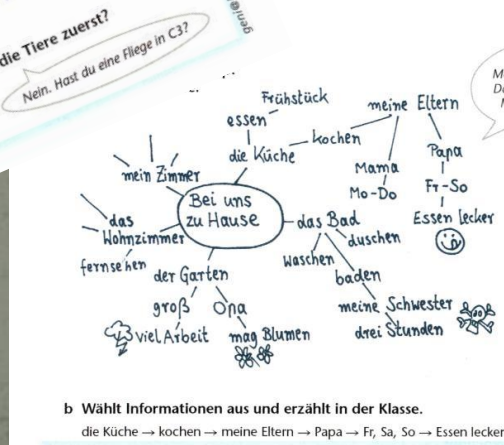 die Tiere zuerst?
Nein. Hast du eine Fliege in C3?
geni@l
Frühstück
essen
die Küche
kochen
meine Eltern
Mama
Mo-Do
Papa
Fr-So
Essen lecker
mein Zimmer
Bei uns
zu Hause
das
Wohnzimmer
fernsehen
das Bad
duschen
waschen
baden
meine Schwester
drei Stunden
der Garten
groß
viel Arbeit
Opa
mag Blumen
b Wählt Informationen aus und erzählt in der Klasse.
die Küche → kochen → meine Eltern → Papa → Fr, Sa, So → Essen lecker